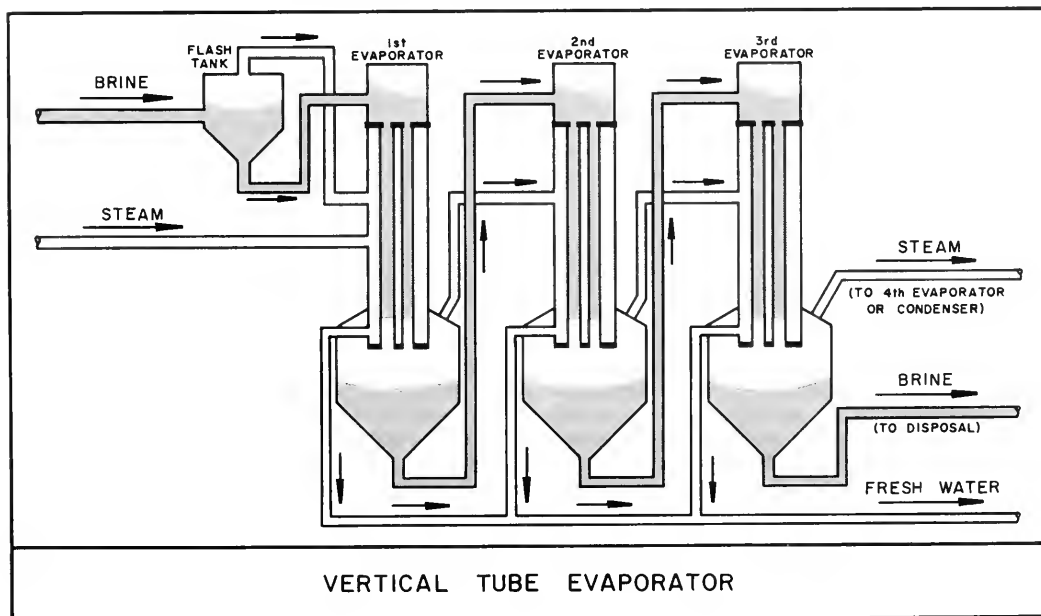 FLASH
TANK
1st
EVAPORATOR
2nd
EVAPORATOR
3rd
EVAPORATOR
BRINE
STEAM
STEAM
(TO 4th EVAPORATOR
OR CONDENSER)
BRINE
(TO DISPOSAL)
FRESH WATER
VERTICAL TUBE EVAPORATOR